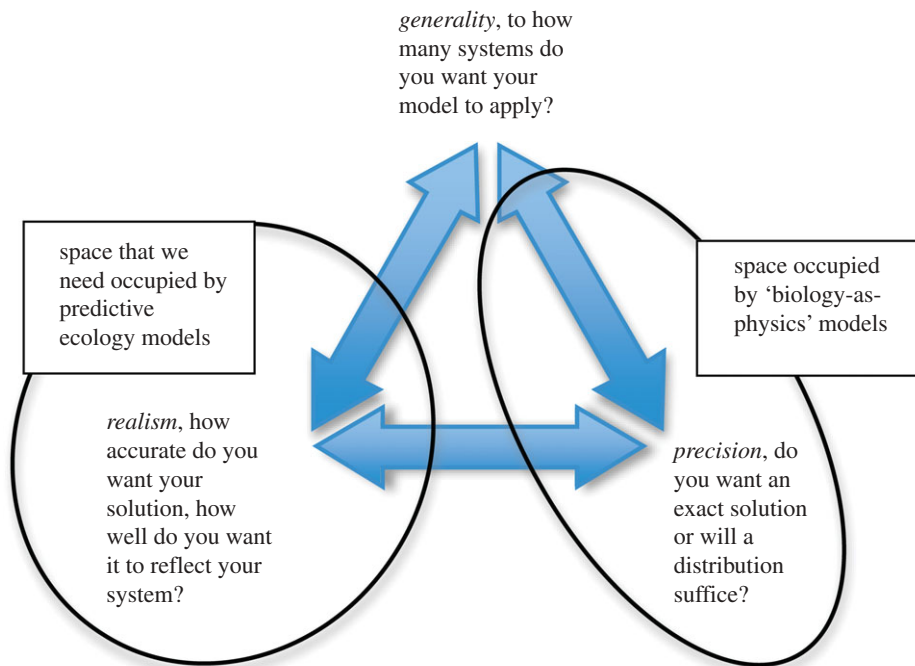 generality, to how
many systems do
you want your
model to apply?
space that we
need occupied by
predictive
ecology models
space occupied
by ‘biology-as-
physics’ models
realism, how
accurate do you
want your
solution, how
well do you want
it to reflect your
system?
precision, do
you want an
exact solution
or will a
distribution
suffice?